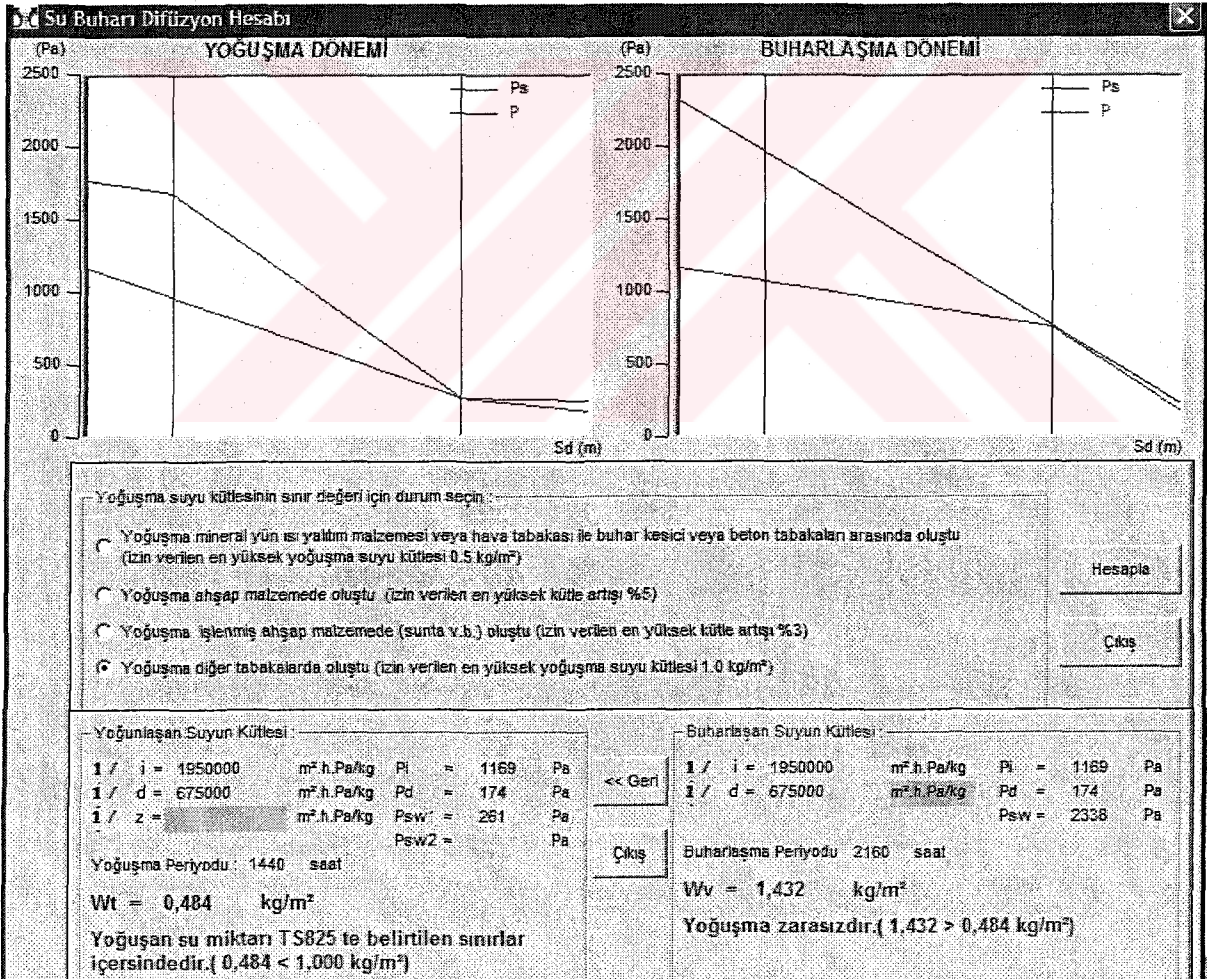 Su Buharı Difüzyon Hesabı
(Pa) YOĞUŞMA DÖNEMİ
2500
2000
1500
1000
500
0
Ps
P
Sd (m)
(Pa) BUHARLAŞMA DÖNEMİ
2500
2000
1500
1000
500
0
Ps
P
Sd (m)
Yoğuşma suyu kütlesinin sınır değeri için durum seçin :
Yoğuşma mineral yün ısı yalıtım malzemesi veya hava tabakası ile buhar kesici veya beton tabakaları arasında oluştu
(izin verilen en yüksek yoğuşma suyu kütlesi 0.5 kg/m²)
Yoğuşma ahşap malzemede oluştu (izin verilen en yüksek kütle artışı %5)
Yoğuşma işlenmiş ahşap malzemede (sunta v.b.) oluştu (izin verilen en yüksek kütle artışı %3)
Yoğuşma diğer tabakalarda oluştu (izin verilen en yüksek yoğuşma suyu kütlesi 1.0 kg/m²)
Hesapla
Çıkış
Yoğunlaşan Suyun Kütlesi :
1 / i = 1950000 m².h.Pa/kg Pi = 1169 Pa
1 / d = 675000 m².h.Pa/kg Pd = 174 Pa
1 / z = m².h.Pa/kg Psw1 = 261 Pa
Psw2 = Pa
Yoğuşma Periyodu : 1440 saat
Wt = 0,484 kg/m²
Yoğuşan su miktarı TS825 te belirtilen sınırlar
içersindedir.( 0,484 < 1,000 kg/m²)
<< Geri
Çıkış
Buharlaşan Suyun Kütlesi :
1 / i = 1950000 m².h.Pa/kg Pi = 1169 Pa
1 / d = 675000 m².h.Pa/kg Pd = 174 Pa
Psw = 2338 Pa
Buharlaşma Periyodu 2160 saat
Wv = 1,432 kg/m²
Yoğuşma zararsızdır.( 1,432 > 0,484 kg/m²)